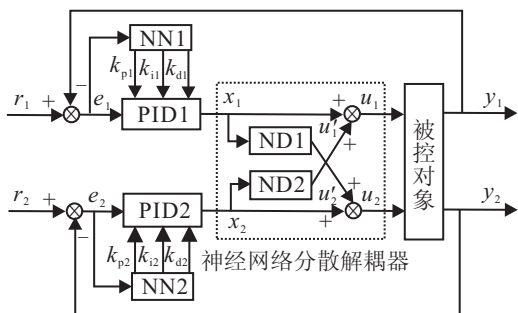 NN1
k_p1 k_i1 k_d1
r_1 + − e_1 PID1 x_1 + u_1 y_1
ND1 u′_1 +
被控对象
ND2 + u′_2 u_2
r_2 + − e_2 PID2 x_2 + y_2
k_p2 k_i2 k_d2
神经网络分散解耦器
NN2